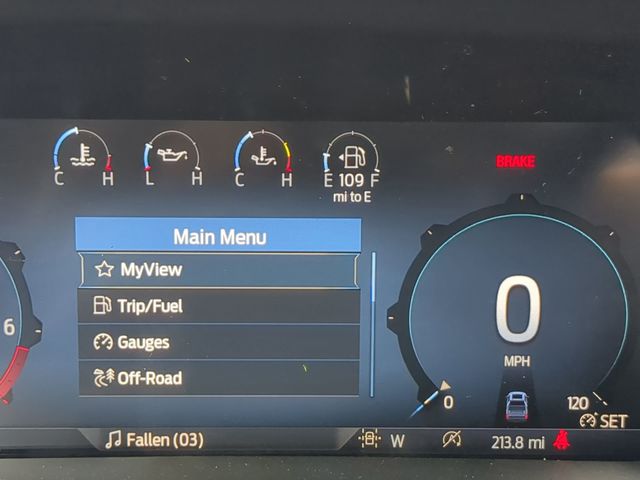 C H L H C H E 109 F
mi to E
BRAKE
Main Menu
MyView
Trip/Fuel
Gauges
Off-Road
6
0
MPH
0 120
SET
Fallen (03)
W
213.8 mi